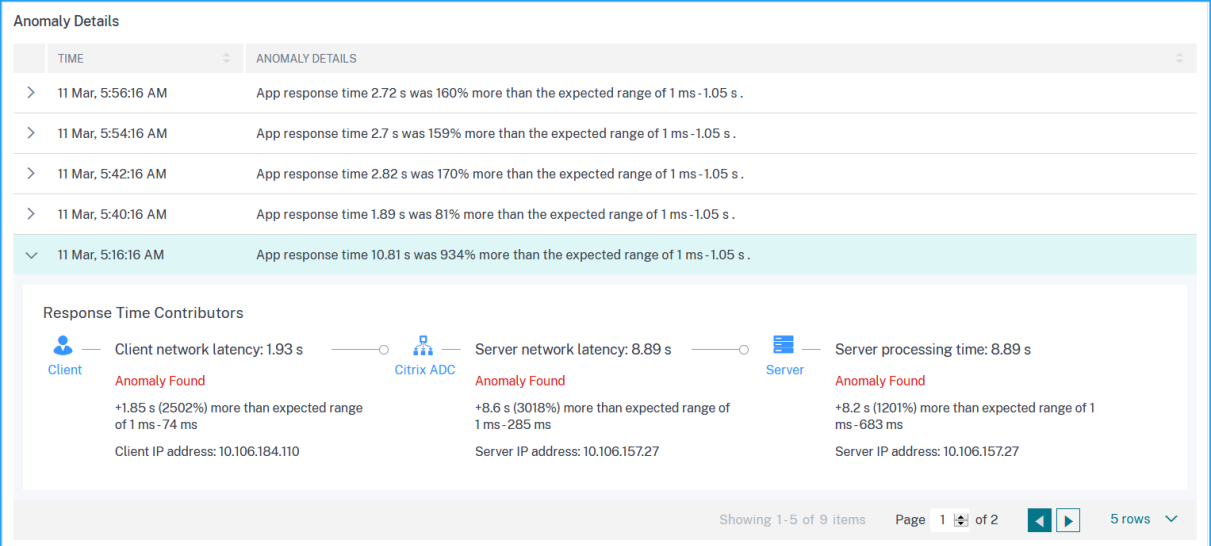 Anomaly Details
TIME ANOMALY DETAILS
11 Mar, 5:56:16 AM App response time 2.72 s was 160% more than the expected range of 1 ms-1.05 s .
11 Mar, 5:54:16 AM App response time 2.7 s was 159% more than the expected range of 1 ms-1.05 s .
11 Mar, 5:42:16 AM App response time 2.82 s was 170% more than the expected range of 1 ms-1.05 s .
11 Mar, 5:40:16 AM App response time 1.89 s was 81% more than the expected range of 1 ms-1.05 s .
11 Mar, 5:16:16 AM App response time 10.81 s was 934% more than the expected range of 1 ms-1.05 s .
Response Time Contributors
Client
Client network latency: 1.93 s
Anomaly Found
+1.85 s (2502%) more than expected range
of 1 ms-74 ms
Client IP address: 10.106.184.110
Citrix ADC
Server network latency: 8.89 s
Anomaly Found
+8.6 s (3018%) more than expected range of
1 ms-285 ms
Server IP address: 10.106.157.27
Server
Server processing time: 8.89 s
Anomaly Found
+8.2 s (1201%) more than expected range of 1
ms-683 ms
Server IP address: 10.106.157.27
Showing 1-5 of 9 items Page 1 of 2 5 rows